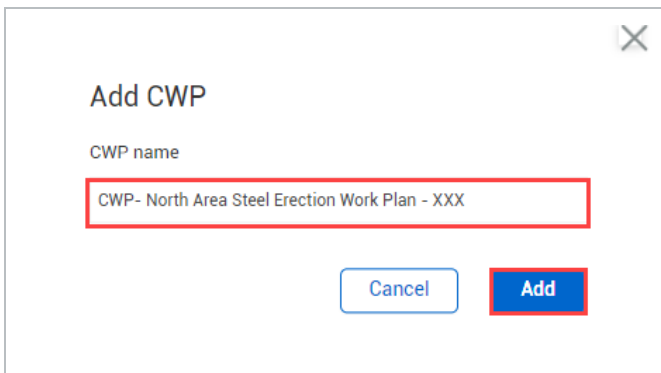 Add CWP
CWP name
CWP- North Area Steel Erection Work Plan - XXX
Cancel
Add